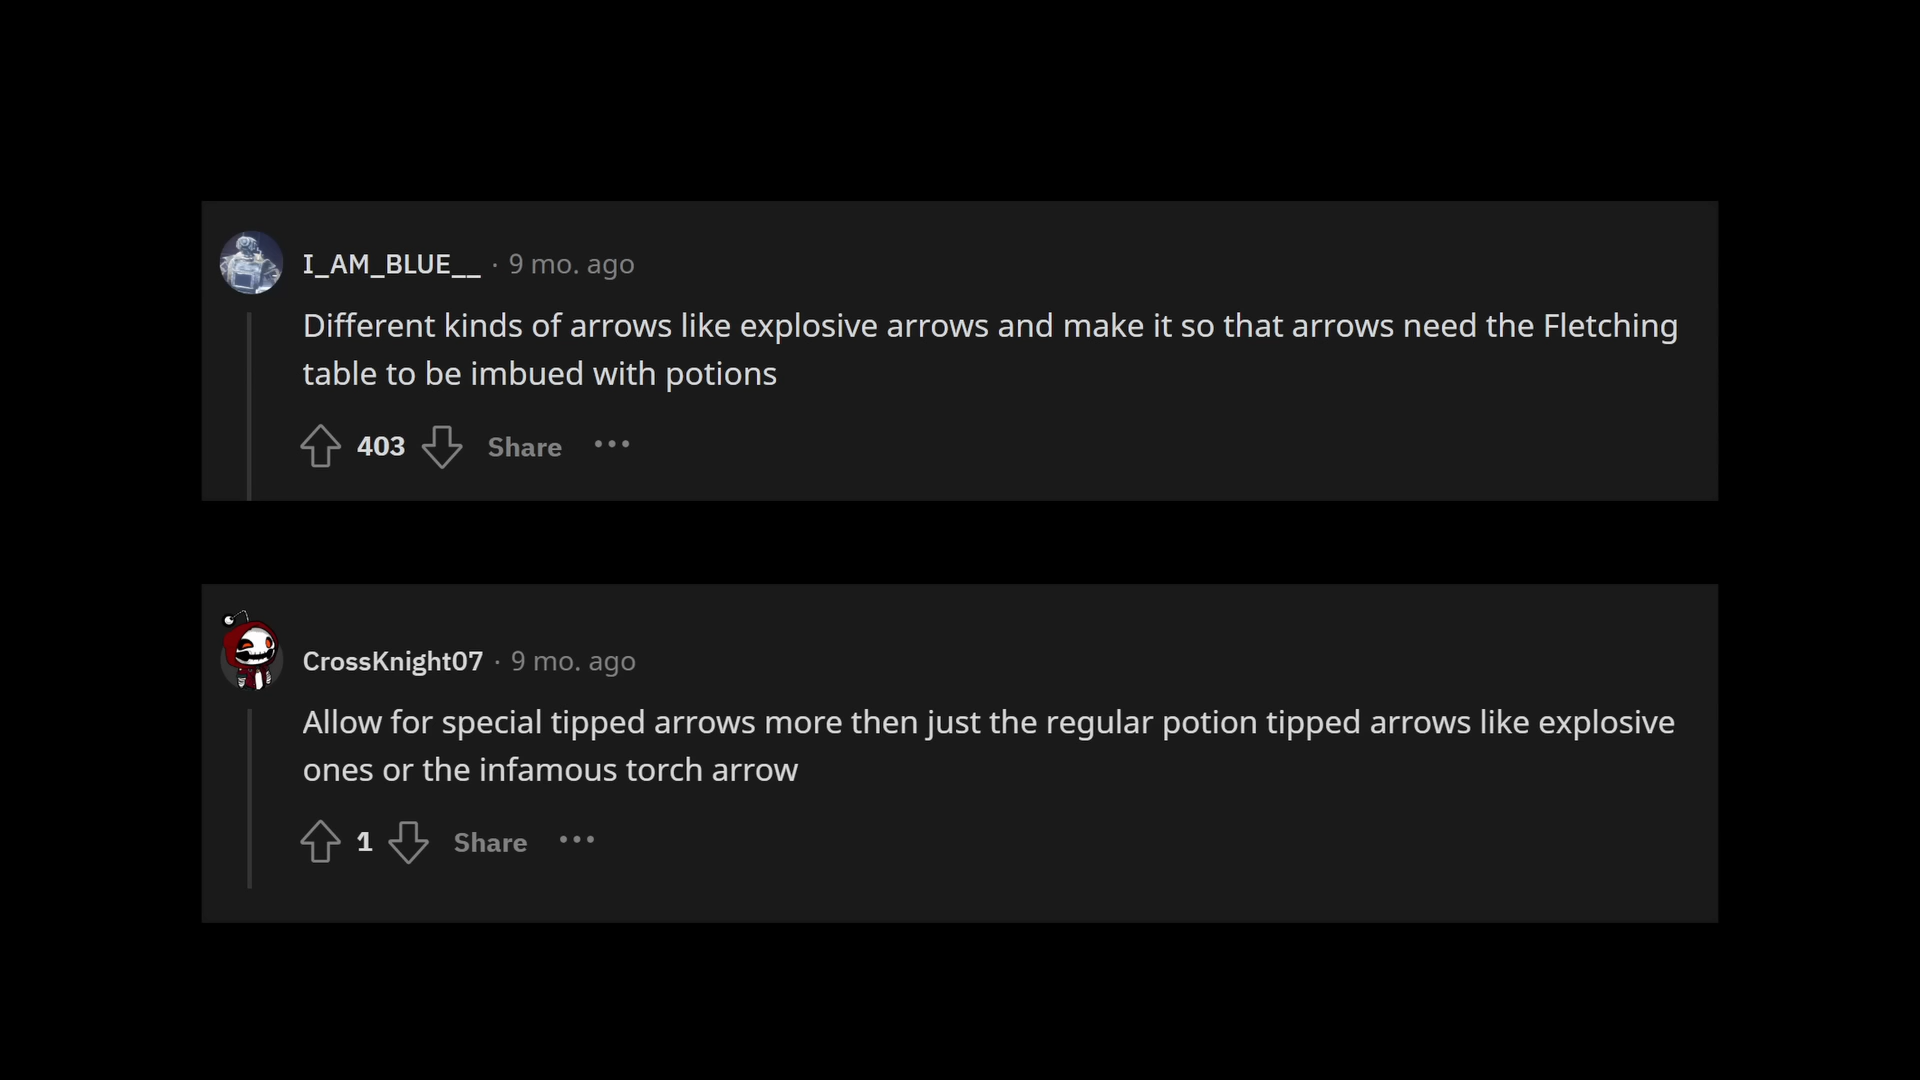 I_AM_BLUE__ · 9 mo. ago
Different kinds of arrows like explosive arrows and make it so that arrows need the Fletching
table to be imbued with potions
403 Share ···
CrossKnight07 · 9 mo. ago
Allow for special tipped arrows more then just the regular potion tipped arrows like explosive
ones or the infamous torch arrow
1 Share ···